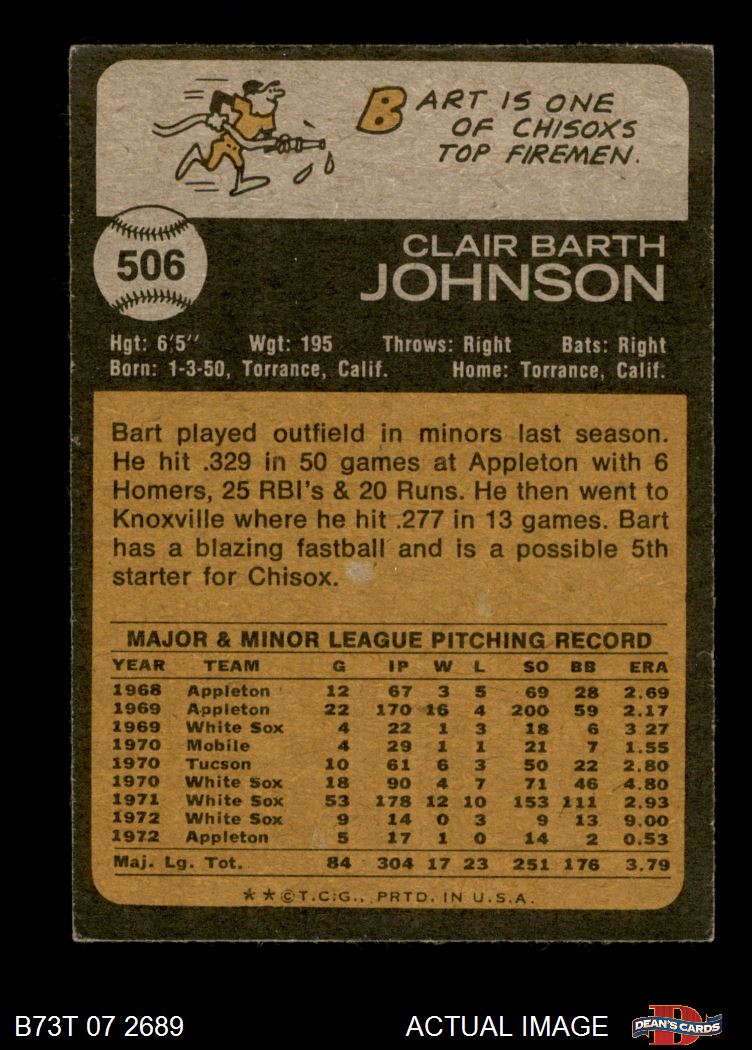 BART IS ONE
OF CHISOXS
TOP FIREMEN.
506
CLAIR BARTH
JOHNSON
Hgt: 6'5" Wgt: 195 Throws: Right Bats: Right
Born: 1-3-50, Torrance, Calif. Home: Torrance, Calif.
Bart played outfield in minors last season.
He hit .329 in 50 games at Appleton with 6
Homers, 25 RBI's & 20 Runs. He then went to
Knoxville where he hit .277 in 13 games. Bart
has a blazing fastball and is a possible 5th
starter for Chisox.
MAJOR & MINOR LEAGUE PITCHING RECORD
YEAR TEAM G IP W L SO BB ERA
1968 Appleton 12 67 3 5 69 28 2.69
1969 Appleton 22 170 16 4 200 59 2.17
1969 White Sox 4 22 1 3 18 6 3.27
1970 Mobile 4 29 1 1 21 7 1.55
1970 Tucson 10 61 6 3 50 22 2.80
1970 White Sox 18 90 4 7 71 46 4.80
1971 White Sox 53 178 12 10 153 111 2.93
1972 White Sox 9 14 0 3 9 13 9.00
1972 Appleton 5 17 1 0 14 2 0.53
Maj. Lg. Tot. 84 304 17 23 251 176 3.79
**©T.C.G., PRTD. IN U.S.A.
B73T 07 2689 ACTUAL IMAGE DEAN'S CARDS